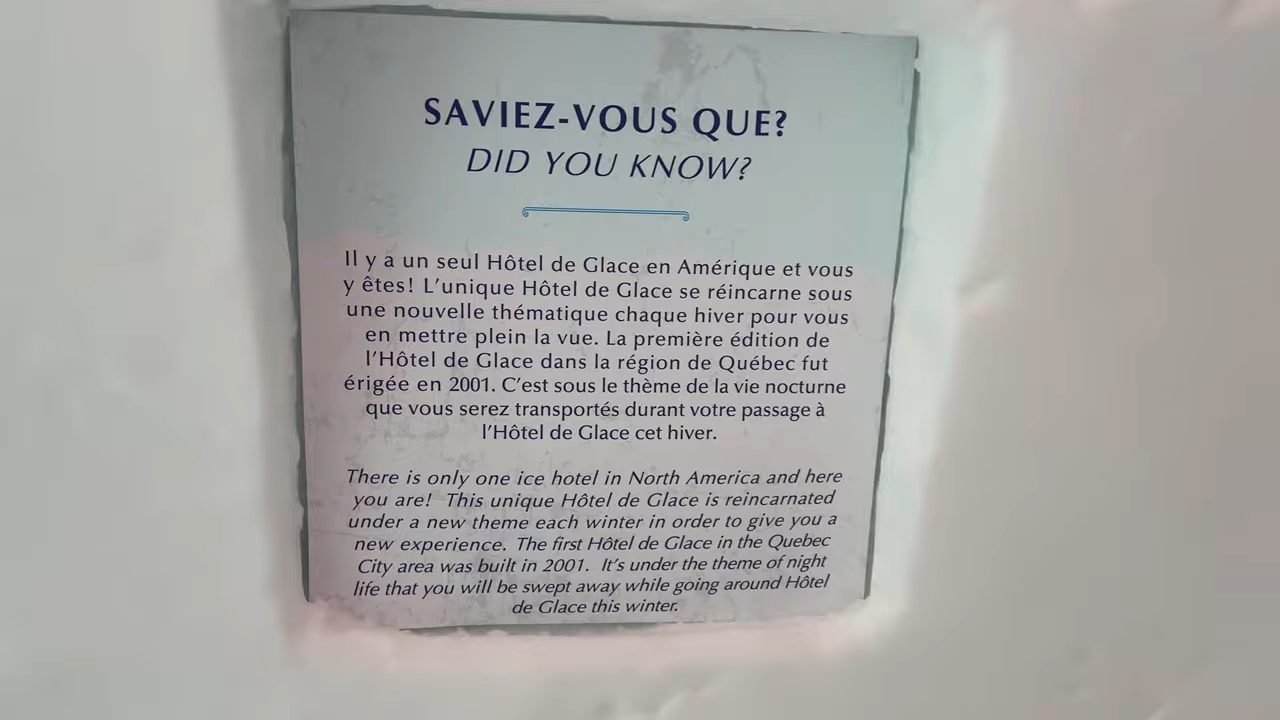 SAVIEZ-VOUS QUE?
DID YOU KNOW?
Il y a un seul Hôtel de Glace en Amérique et vous
y êtes! L'unique Hôtel de Glace se réincarne sous
une nouvelle thématique chaque hiver pour vous
en mettre plein la vue. La première édition de
l'Hôtel de Glace dans la région de Québec fut
érigée en 2001. C'est sous le thème de la vie nocturne
que vous serez transportés durant votre passage à
l'Hôtel de Glace cet hiver.
There is only one ice hotel in North America and here
you are! This unique Hôtel de Glace is reincarnated
under a new theme each winter in order to give you a
new experience. The first Hôtel de Glace in the Quebec
City area was built in 2001. It's under the theme of night
life that you will be swept away while going around Hôtel
de Glace this winter.